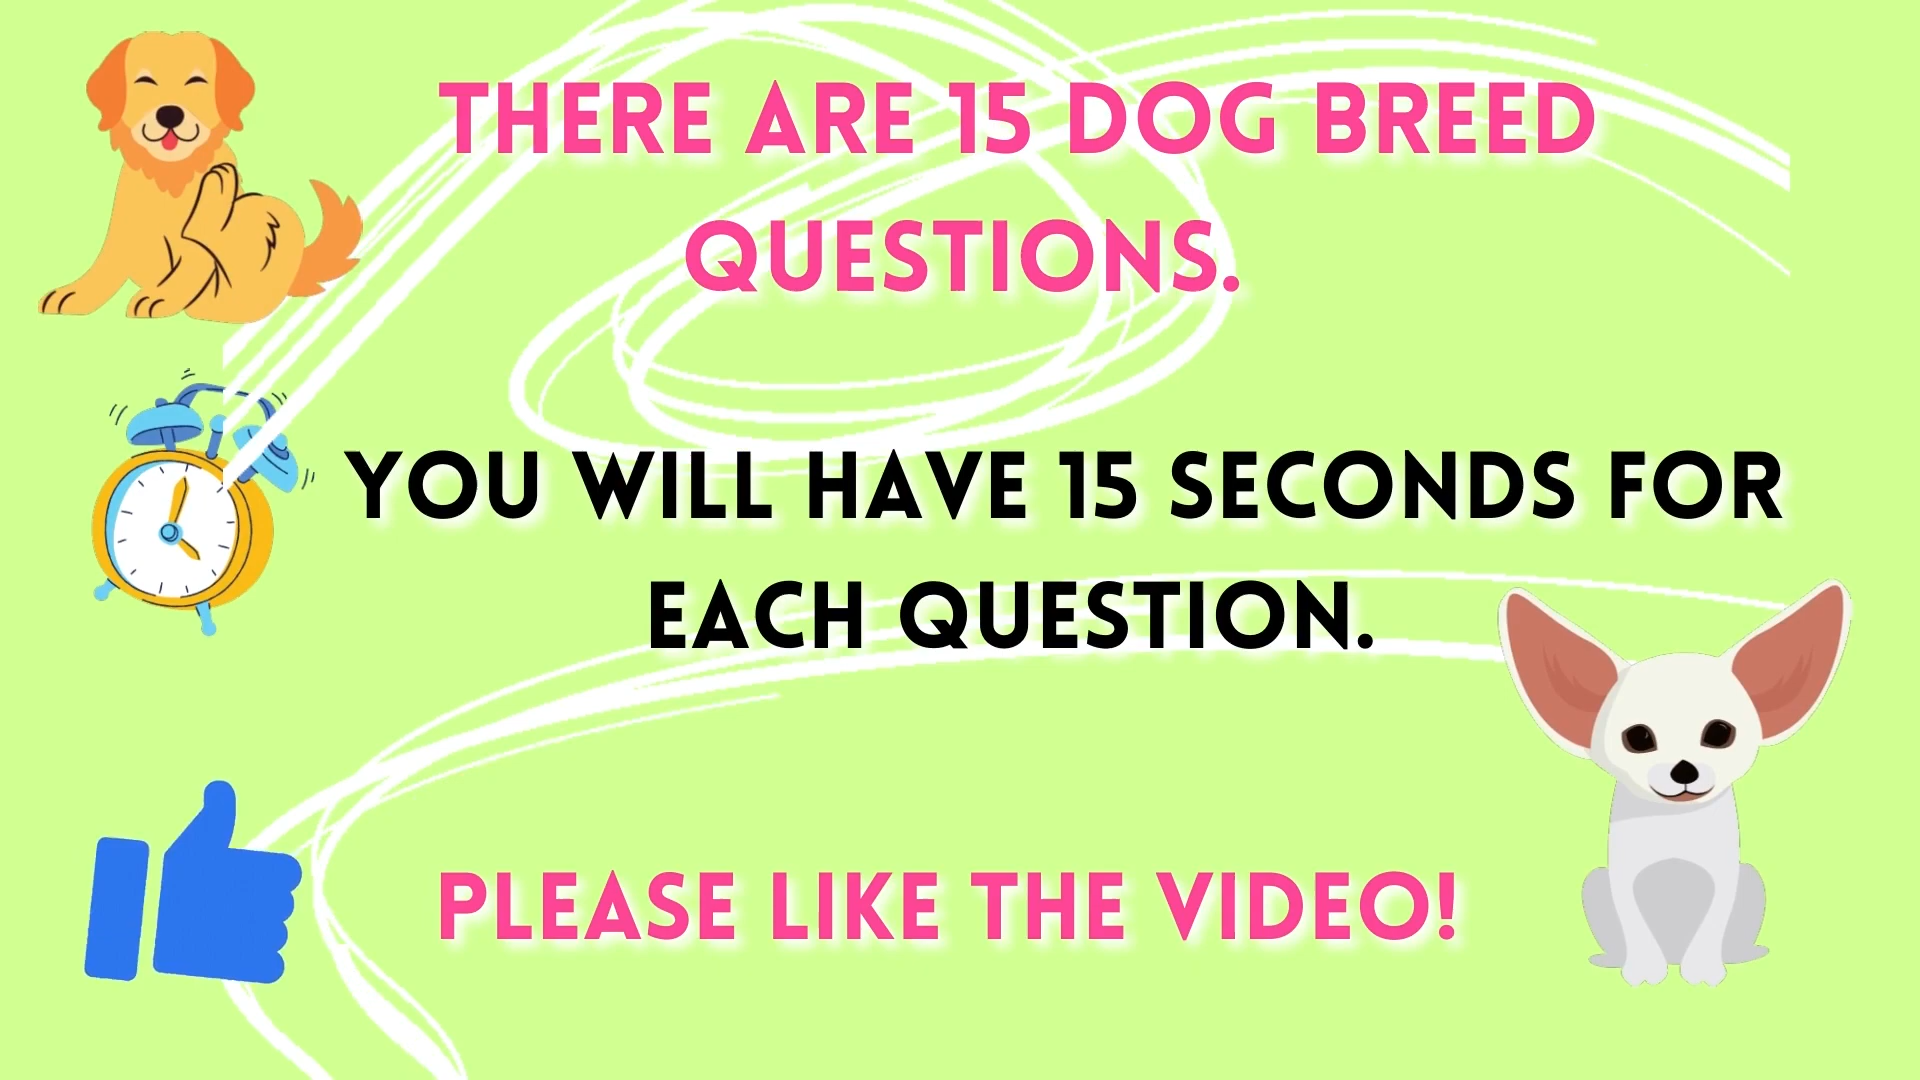 THERE ARE 15 DOG BREED
QUESTIONS.
YOU WILL HAVE 15 SECONDS FOR
EACH QUESTION.
PLEASE LIKE THE VIDEO!